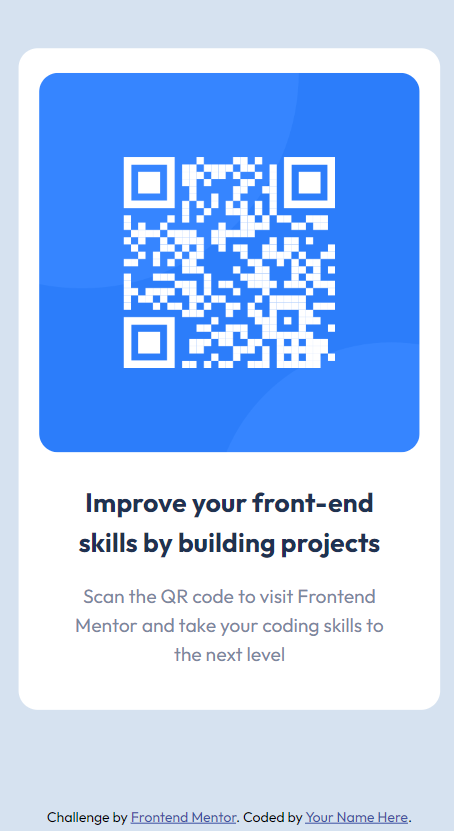 Improve your front-end
skills by building projects
Scan the QR code to visit Frontend
Mentor and take your coding skills to
the next level
Challenge by Frontend Mentor. Coded by Your Name Here.